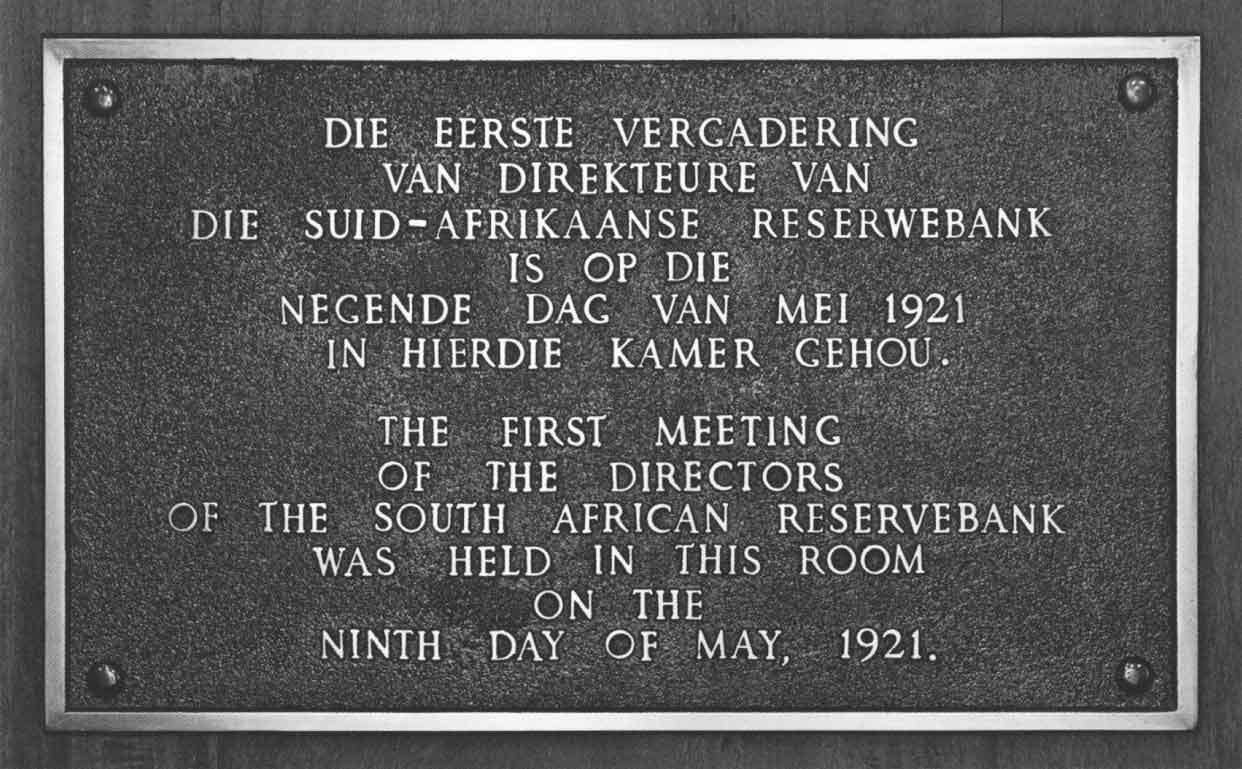 DIE EERSTE VERGADERING
VAN DIREKTEURE VAN
DIE SUID-AFRIKAANSE RESERWEBANK
IS OP DIE
NEGENDE DAG VAN MEI 1921
IN HIERDIE KAMER GEHOU.
THE FIRST MEETING
OF THE DIRECTORS
OF THE SOUTH AFRICAN RESERVEBANK
WAS HELD IN THIS ROOM
ON THE
NINTH DAY OF MAY, 1921.